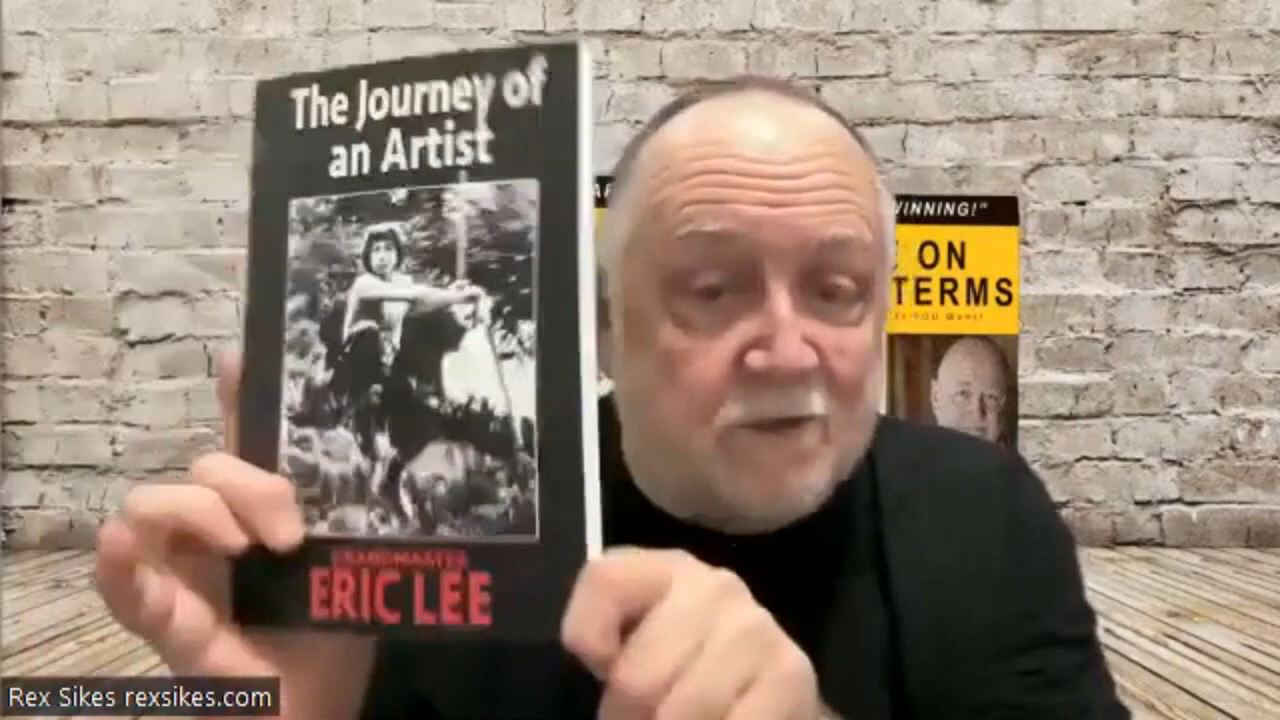 The Journey of
an Artist
GRANDMASTER
ERIC LEE
WINNING!"
ON
TERMS
Rex Sikes rexsikes.com